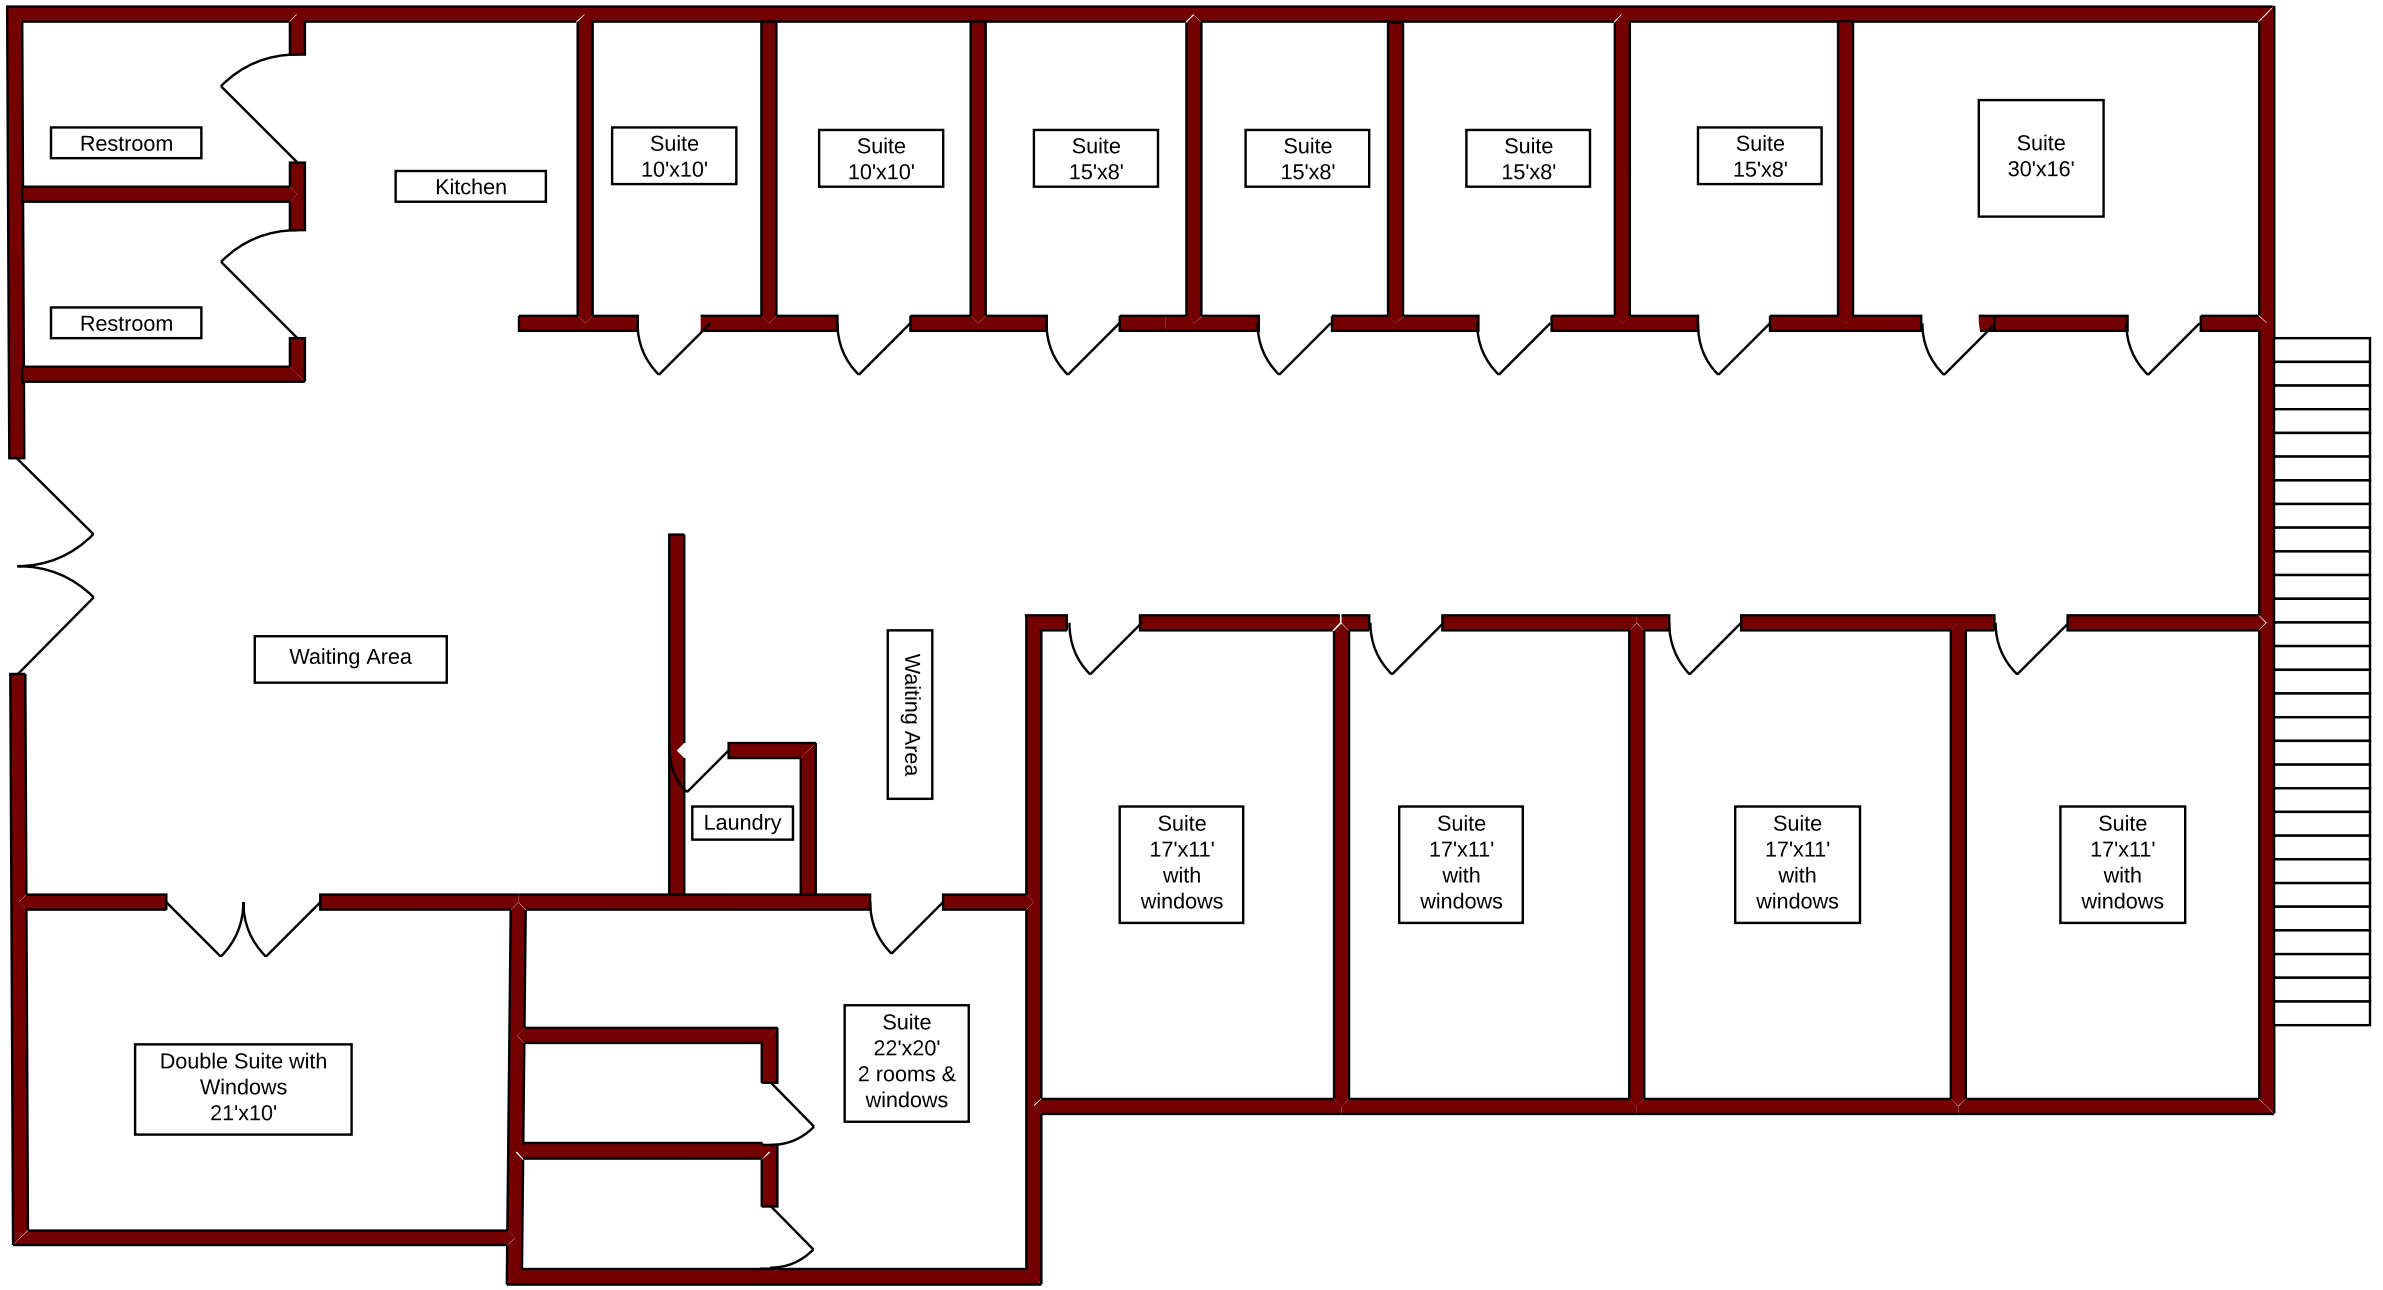 Restroom
Kitchen
Suite
10'x10'
Suite
10'x10'
Suite
15'x8'
Suite
15'x8'
Suite
15'x8'
Suite
15'x8'
Suite
30'x16'
Restroom
Waiting Area
Waiting Area
Laundry
Suite
17'x11'
with
windows
Suite
17'x11'
with
windows
Suite
17'x11'
with
windows
Suite
17'x11'
with
windows
Double Suite with
Windows
21'x10'
Suite
22'x20'
2 rooms &
windows